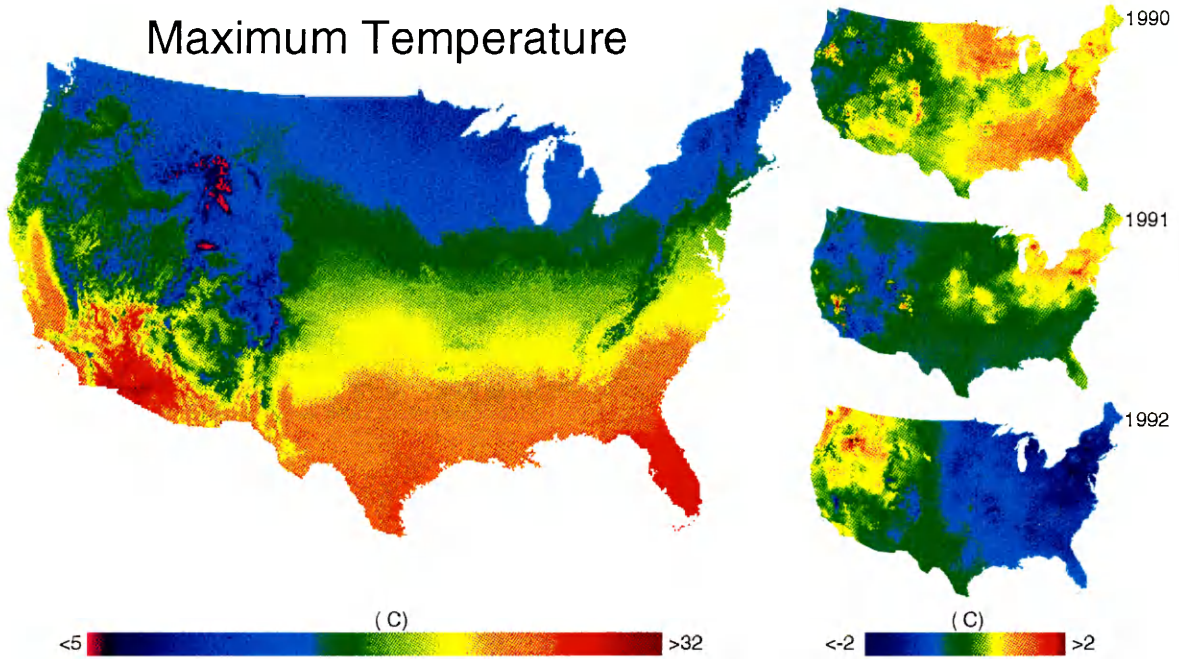 Maximum Temperature
1990
1991
1992
( C)
<5
>32
( C)
<-2
>2